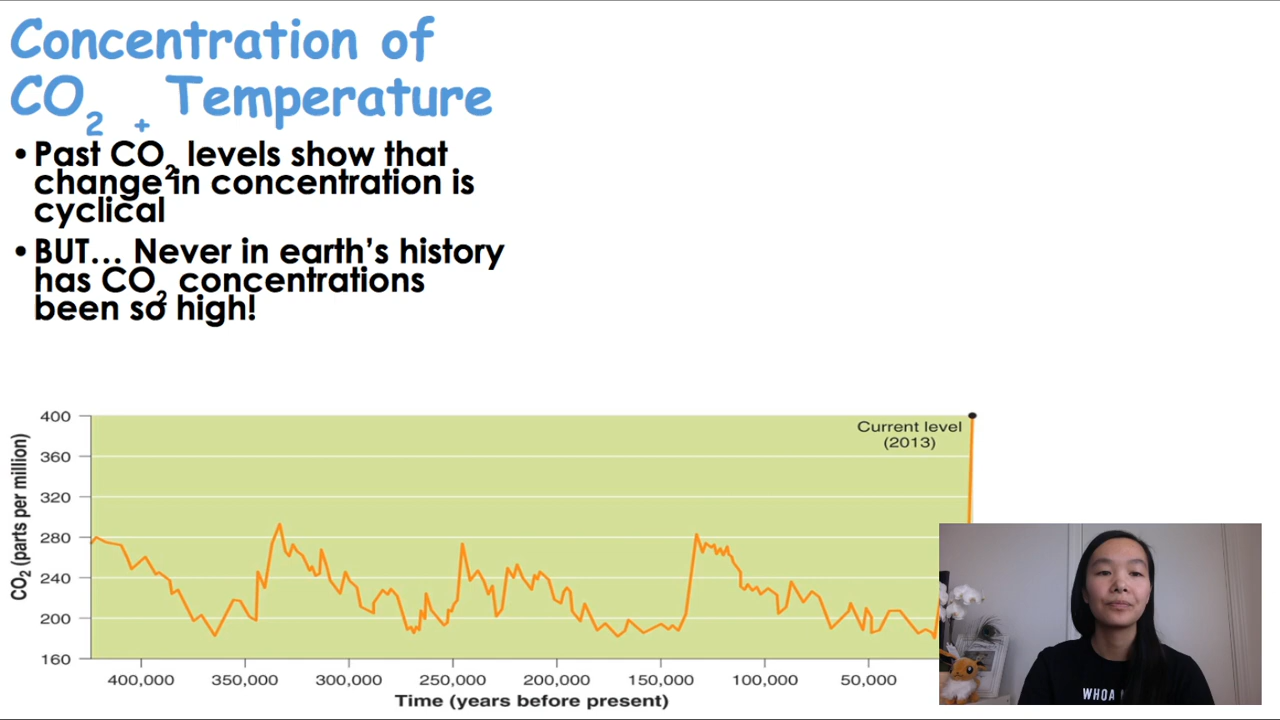 Concentration of
CO2 + Temperature
• Past CO2 levels show that
change in concentration is
cyclical
• BUT... Never in earth's history
has CO2 concentrations
been so high!
400
360
320
280
240
200
160
CO2 (parts per million)
Current level
(2013)
400,000 350,000 300,000 250,000 200,000 150,000 100,000 50,000
Time (years before present)
WHOA